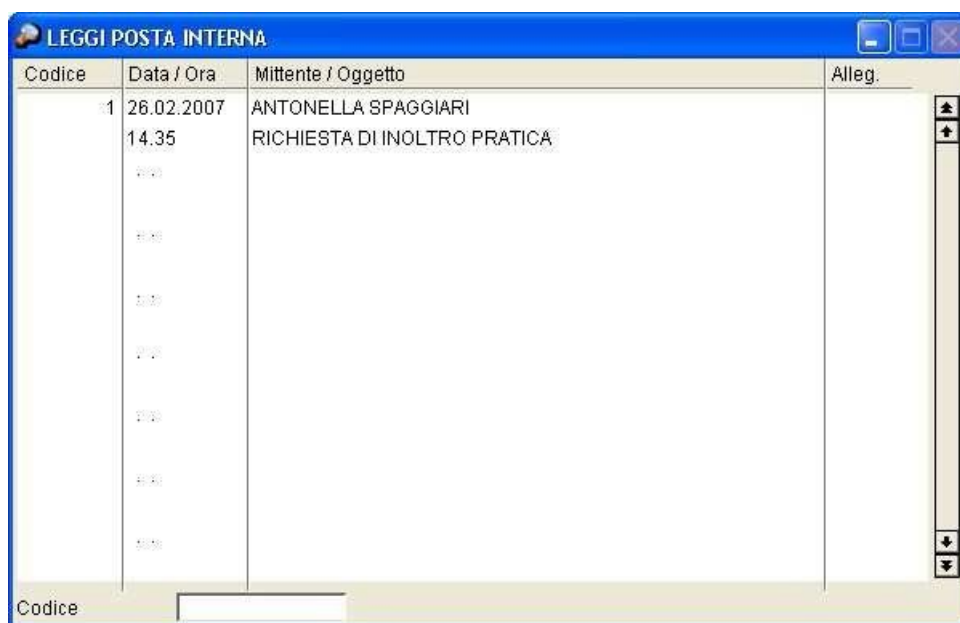 LEGGI POSTA INTERNA
Codice Data / Ora Mittente / Oggetto Alleg.
1 26.02.2007 ANTONELLA SPAGGIARI
14.35 RICHIESTA DI INOLTRO PRATICA
Codice